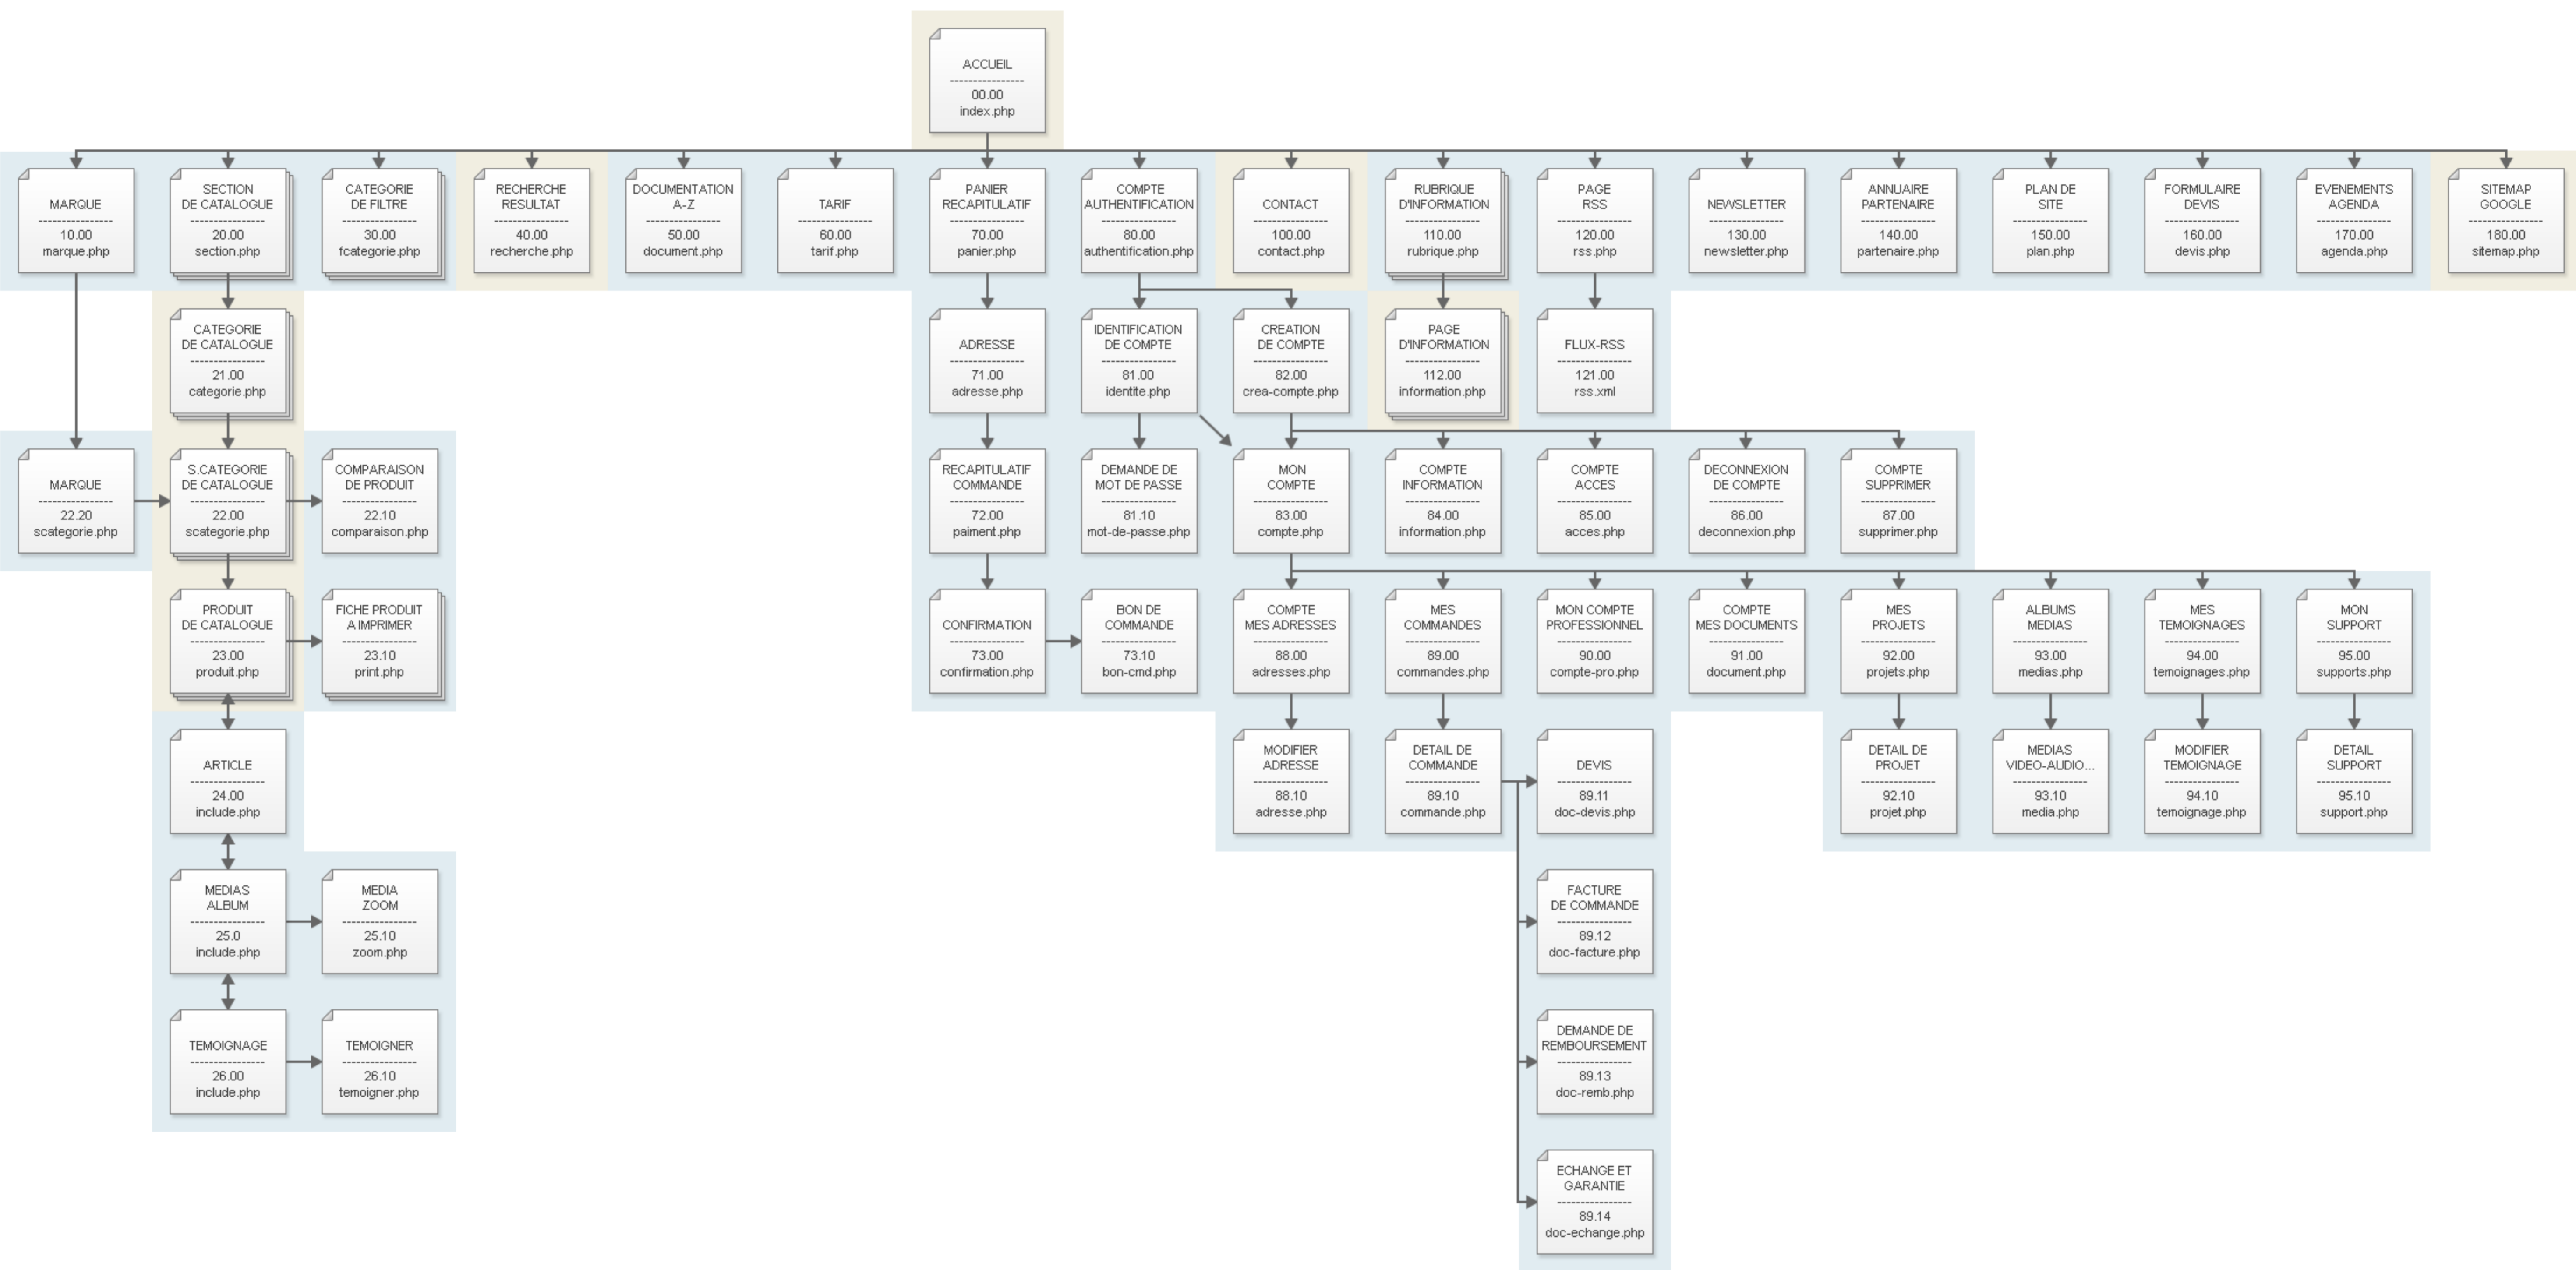 ACCUEIL
----------------
00.00
index.php
MARQUE
----------------
10.00
marque.php
SECTION
DE CATALOGUE
----------------
20.00
section.php
CATEGORIE
DE FILTRE
----------------
30.00
fcategorie.php
RECHERCHE
RESULTAT
----------------
40.00
recherche.php
DOCUMENTATION
A-Z
----------------
50.00
document.php
TARIF
----------------
60.00
tarif.php
PANIER
RECAPITULATIF
----------------
70.00
panier.php
COMPTE
AUTHENTIFICATION
----------------
80.00
authentification.php
CONTACT
----------------
100.00
contact.php
RUBRIQUE
D'INFORMATION
----------------
110.00
rubrique.php
PAGE
RSS
----------------
120.00
rss.php
NEWSLETTER
----------------
130.00
newsletter.php
ANNUAIRE
PARTENAIRE
----------------
140.00
partenaire.php
PLAN DE
SITE
----------------
150.00
plan.php
FORMULAIRE
DEVIS
----------------
160.00
devis.php
EVENEMENTS
AGENDA
----------------
170.00
agenda.php
SITEMAP
GOOGLE
----------------
180.00
sitemap.php
CATEGORIE
DE CATALOGUE
----------------
21.00
categorie.php
ADRESSE
----------------
71.00
adresse.php
IDENTIFICATION
DE COMPTE
----------------
81.00
identite.php
CREATION
DE COMPTE
----------------
82.00
crea-compte.php
PAGE
D'INFORMATION
----------------
112.00
information.php
FLUX-RSS
----------------
121.00
rss.xml
MARQUE
----------------
22.20
scategorie.php
S.CATEGORIE
DE CATALOGUE
----------------
22.00
scategorie.php
COMPARAISON
DE PRODUIT
----------------
22.10
comparaison.php
RECAPITULATIF
COMMANDE
----------------
72.00
paiment.php
DEMANDE DE
MOT DE PASSE
----------------
81.10
mot-de-passe.php
MON
COMPTE
----------------
83.00
compte.php
COMPTE
INFORMATION
----------------
84.00
information.php
COMPTE
ACCES
----------------
85.00
acces.php
DECONNEXION
DE COMPTE
----------------
86.00
deconnexion.php
COMPTE
SUPPRIMER
----------------
87.00
supprimer.php
PRODUIT
DE CATALOGUE
----------------
23.00
produit.php
FICHE PRODUIT
A IMPRIMER
----------------
23.10
print.php
CONFIRMATION
----------------
73.00
confirmation.php
BON DE
COMMANDE
----------------
73.10
bon-cmd.php
COMPTE
MES ADRESSES
----------------
88.00
adresses.php
MES
COMMANDES
----------------
89.00
commandes.php
MON COMPTE
PROFESSIONNEL
----------------
90.00
compte-pro.php
COMPTE
MES DOCUMENTS
----------------
91.00
document.php
MES
PROJETS
----------------
92.00
projets.php
ALBUMS
MEDIAS
----------------
93.00
medias.php
MES
TEMOIGNAGES
----------------
94.00
temoignages.php
MON
SUPPORT
----------------
95.00
supports.php
ARTICLE
----------------
24.00
include.php
MODIFIER
ADRESSE
----------------
88.10
adresse.php
DETAIL DE
COMMANDE
----------------
89.10
commande.php
DEVIS
----------------
89.11
doc-devis.php
DETAIL DE
PROJET
----------------
92.10
projet.php
MEDIAS
VIDEO-AUDIO...
----------------
93.10
media.php
MODIFIER
TEMOIGNAGE
----------------
94.10
temoignage.php
DETAIL
SUPPORT
----------------
95.10
support.php
MEDIAS
ALBUM
----------------
25.0
include.php
MEDIA
ZOOM
----------------
25.10
zoom.php
FACTURE
DE COMMANDE
----------------
89.12
doc-facture.php
TEMOIGNAGE
----------------
26.00
include.php
TEMOIGNER
----------------
26.10
temoigner.php
DEMANDE DE
REMBOURSEMENT
----------------
89.13
doc-remb.php
ECHANGE ET
GARANTIE
----------------
89.14
doc-echange.php